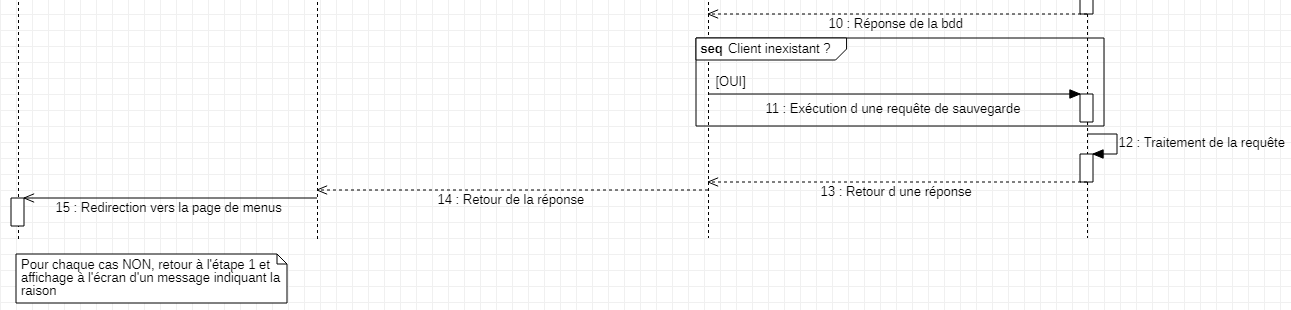 10 : Réponse de la bdd
seq Client inexistant ?
[OUI]
11 : Exécution d une requête de sauvegarde
12 : Traitement de la requête
13 : Retour d une réponse
14 : Retour de la réponse
15 : Redirection vers la page de menus
Pour chaque cas NON, retour à l'étape 1 et
affichage à l'écran d'un message indiquant la
raison